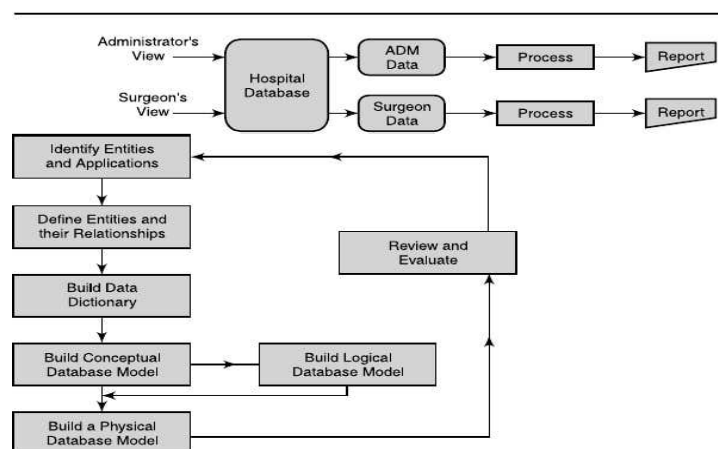 Administrator's
View
Hospital
Database
ADM
Data
Process
Report
Surgeon's
View
Surgeon
Data
Process
Report
Identify Entities
and Applications
Define Entities and
their Relationships
Review and
Evaluate
Build Data
Dictionary
Build Conceptual
Database Model
Build Logical
Database Model
Build a Physical
Database Model